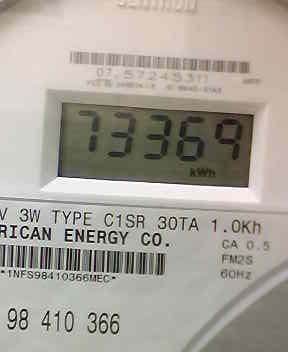 CENTRON
07.57245311
73369
kWh
V 3W TYPE C1SR 30TA 1.0Kh
RICAN ENERGY CO.
CA 0.5
FM2S
60Hz
*1NFS98410366MEC*
98 410 366